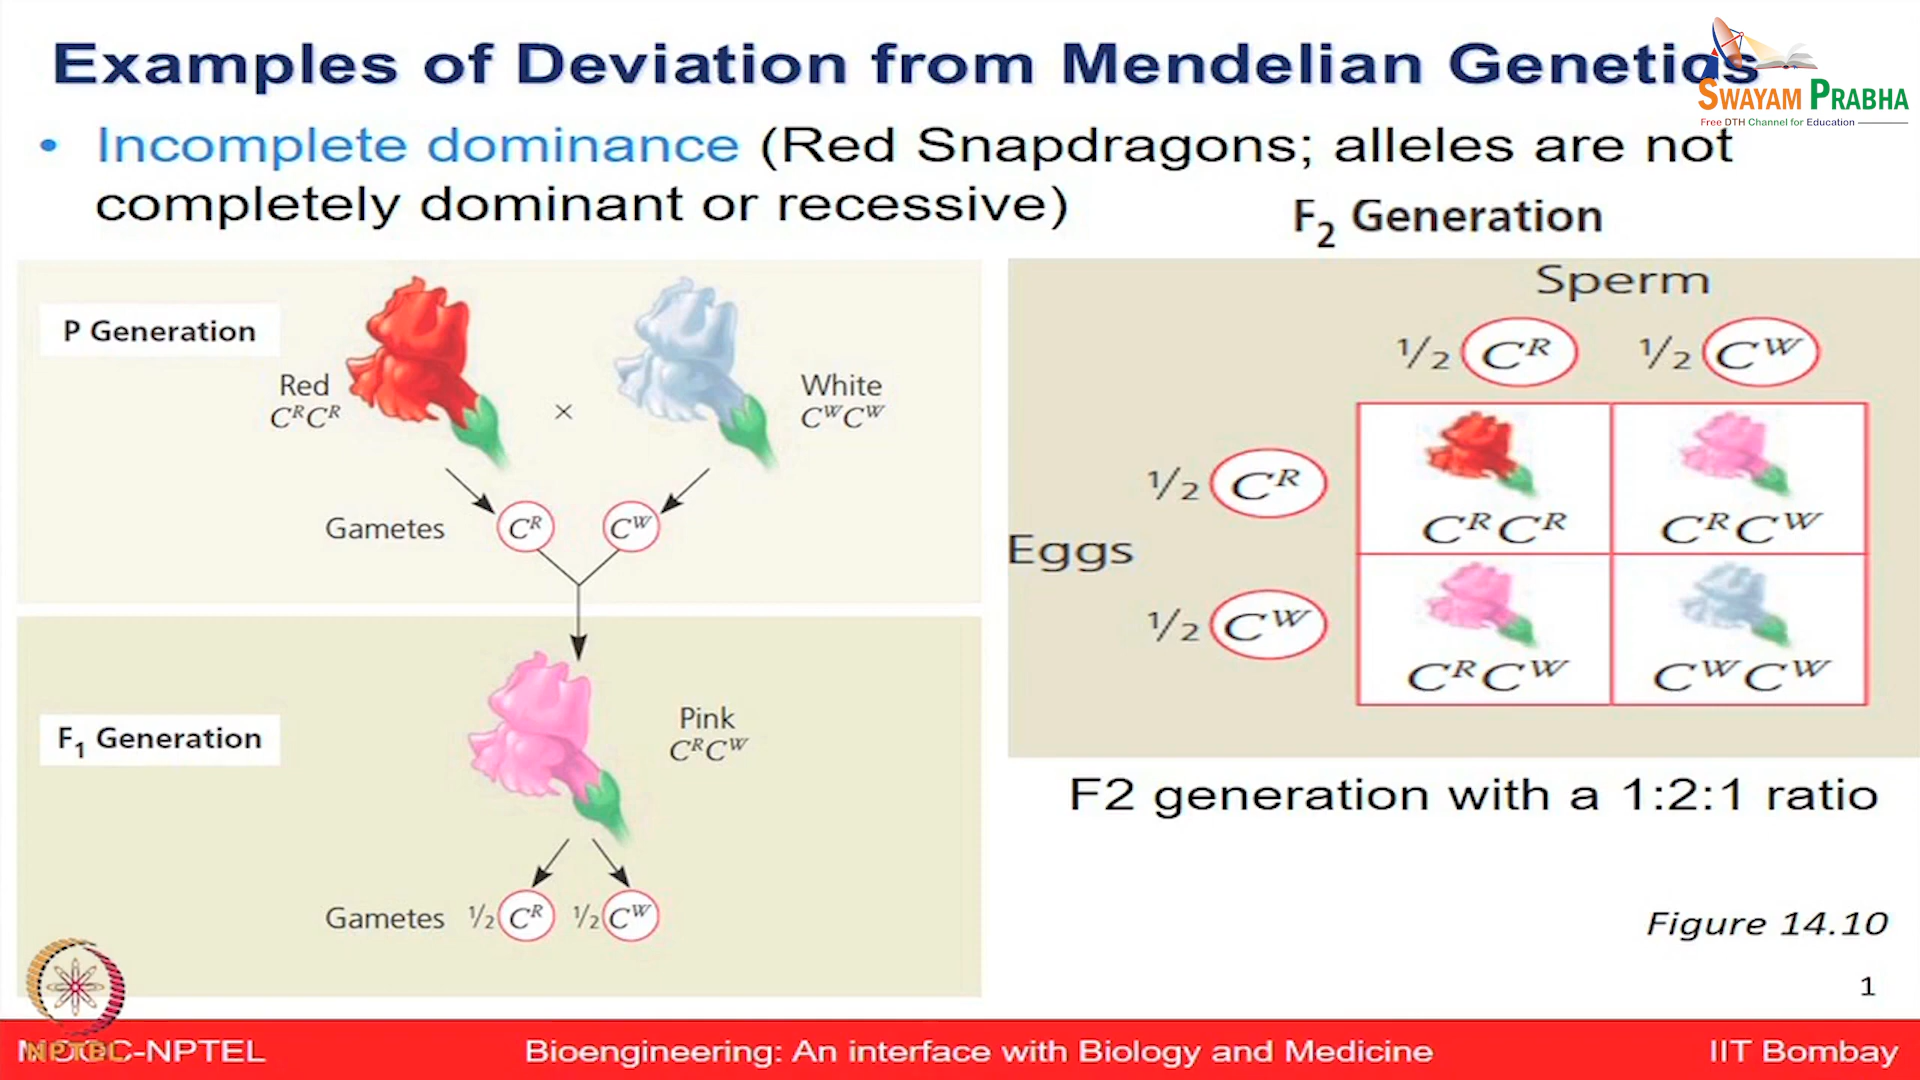 Examples of Deviation from Mendelian Genetics
SWAYAM PRABHA
Free DTH Channel for Education
• Incomplete dominance (Red Snapdragons; alleles are not
completely dominant or recessive)
P Generation
Red
CᴿCᴿ
×
White
CᵂCᵂ
Gametes Cᴿ Cᵂ
F₁ Generation
Pink
CᴿCᵂ
Gametes ½ Cᴿ ½ Cᵂ
F₂ Generation
Sperm
½ Cᴿ ½ Cᵂ
Eggs
½ Cᴿ
CᴿCᴿ CᴿCᵂ
½ Cᵂ
CᴿCᵂ CᵂCᵂ
F2 generation with a 1:2:1 ratio
Figure 14.10
1
NPTEL
-NPTEL
Bioengineering: An interface with Biology and Medicine
IIT Bombay